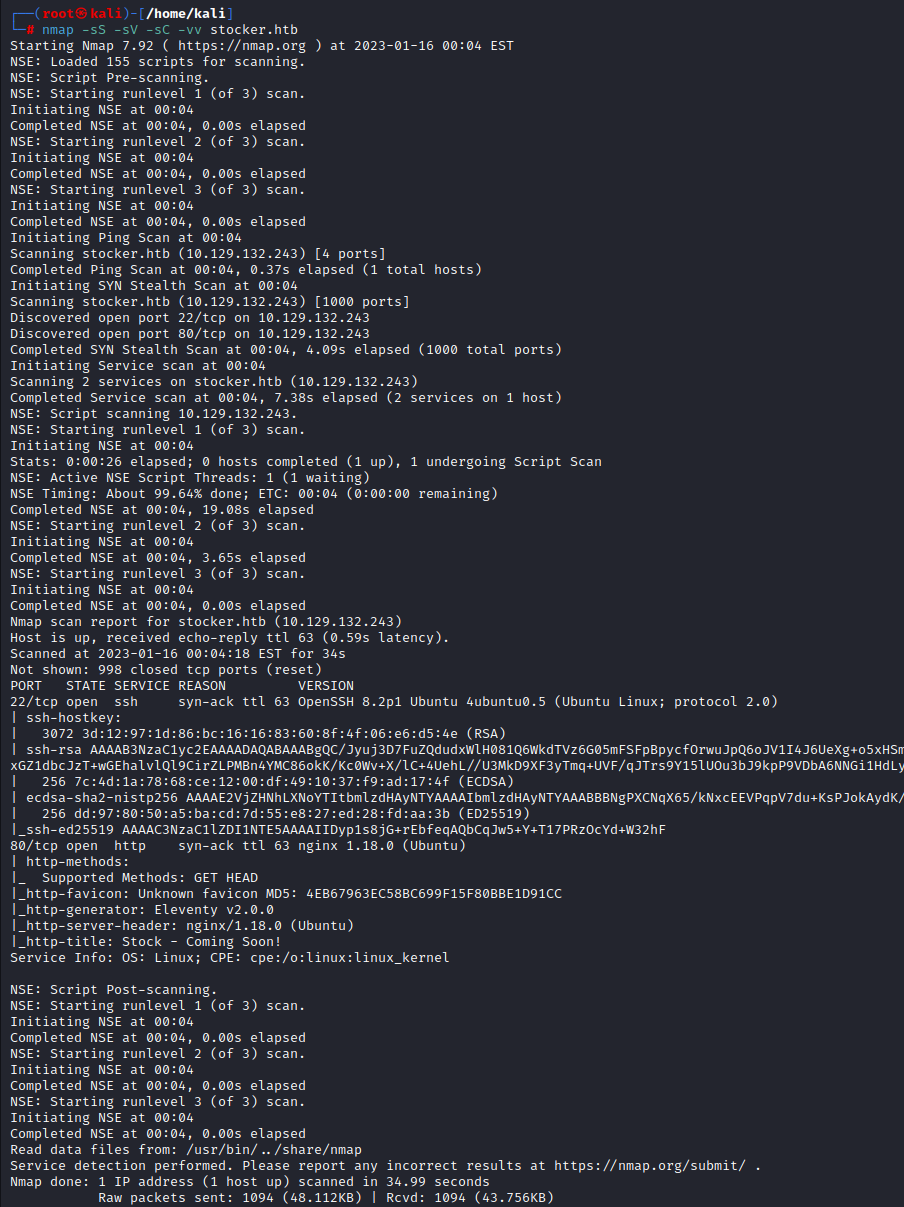 ┌──(root㉿kali)-[/home/kali]
└─# nmap -sS -sV -sC -vv stocker.htb
Starting Nmap 7.92 ( https://nmap.org ) at 2023-01-16 00:04 EST
NSE: Loaded 155 scripts for scanning.
NSE: Script Pre-scanning.
NSE: Starting runlevel 1 (of 3) scan.
Initiating NSE at 00:04
Completed NSE at 00:04, 0.00s elapsed
NSE: Starting runlevel 2 (of 3) scan.
Initiating NSE at 00:04
Completed NSE at 00:04, 0.00s elapsed
NSE: Starting runlevel 3 (of 3) scan.
Initiating NSE at 00:04
Completed NSE at 00:04, 0.00s elapsed
Initiating Ping Scan at 00:04
Scanning stocker.htb (10.129.132.243) [4 ports]
Completed Ping Scan at 00:04, 0.37s elapsed (1 total hosts)
Initiating SYN Stealth Scan at 00:04
Scanning stocker.htb (10.129.132.243) [1000 ports]
Discovered open port 22/tcp on 10.129.132.243
Discovered open port 80/tcp on 10.129.132.243
Completed SYN Stealth Scan at 00:04, 4.09s elapsed (1000 total ports)
Initiating Service scan at 00:04
Scanning 2 services on stocker.htb (10.129.132.243)
Completed Service scan at 00:04, 7.38s elapsed (2 services on 1 host)
NSE: Script scanning 10.129.132.243.
NSE: Starting runlevel 1 (of 3) scan.
Initiating NSE at 00:04
Stats: 0:00:26 elapsed; 0 hosts completed (1 up), 1 undergoing Script Scan
NSE: Active NSE Script Threads: 1 (1 waiting)
NSE Timing: About 99.64% done; ETC: 00:04 (0:00:00 remaining)
Completed NSE at 00:04, 19.08s elapsed
NSE: Starting runlevel 2 (of 3) scan.
Initiating NSE at 00:04
Completed NSE at 00:04, 3.65s elapsed
NSE: Starting runlevel 3 (of 3) scan.
Initiating NSE at 00:04
Completed NSE at 00:04, 0.00s elapsed
Nmap scan report for stocker.htb (10.129.132.243)
Host is up, received echo-reply ttl 63 (0.59s latency).
Scanned at 2023-01-16 00:04:18 EST for 34s
Not shown: 998 closed tcp ports (reset)
PORT   STATE SERVICE REASON         VERSION
22/tcp open  ssh     syn-ack ttl 63 OpenSSH 8.2p1 Ubuntu 4ubuntu0.5 (Ubuntu Linux; protocol 2.0)
| ssh-hostkey:
|   3072 3d:12:97:1d:86:bc:16:16:83:60:8f:4f:06:e6:d5:4e (RSA)
| ssh-rsa AAAAB3NzaC1yc2EAAAADAQABAAABgQC/Jyuj3D7FuZQdudxWlH081Q6WkdTVz6G05mFSFpBpycfOrwuJpQ6oJV1I4J6UeXg+o5xHSm
xGZ1dbcJzT+wGEhalvlQl9CirZLPMBn4YMC86okK/Kc0Wv+X/lC+4UehL//U3MkD9XF3yTmq+UVF/qJTrs9Y15lUOu3bJ9kpP9VDbA6NNGi1HdLy
|   256 7c:4d:1a:78:68:ce:12:00:df:49:10:37:f9:ad:17:4f (ECDSA)
| ecdsa-sha2-nistp256 AAAAE2VjZHNhLXNoYTItbmlzdHAyNTYAAAAIbmlzdHAyNTYAAABBBNgPXCNqX65/kNxcEEVPqpV7du+KsPJokAydK/
|   256 dd:97:80:50:a5:ba:cd:7d:55:e8:27:ed:28:fd:aa:3b (ED25519)
|_ssh-ed25519 AAAAC3NzaC1lZDI1NTE5AAAAIIDyp1s8jG+rEbfeqAQbCqJw5+Y+T17PRzOcYd+W32hF
80/tcp open  http    syn-ack ttl 63 nginx 1.18.0 (Ubuntu)
| http-methods:
|_  Supported Methods: GET HEAD
|_http-favicon: Unknown favicon MD5: 4EB67963EC58BC699F15F80BBE1D91CC
|_http-generator: Eleventy v2.0.0
|_http-server-header: nginx/1.18.0 (Ubuntu)
|_http-title: Stock - Coming Soon!
Service Info: OS: Linux; CPE: cpe:/o:linux:linux_kernel
NSE: Script Post-scanning.
NSE: Starting runlevel 1 (of 3) scan.
Initiating NSE at 00:04
Completed NSE at 00:04, 0.00s elapsed
NSE: Starting runlevel 2 (of 3) scan.
Initiating NSE at 00:04
Completed NSE at 00:04, 0.00s elapsed
NSE: Starting runlevel 3 (of 3) scan.
Initiating NSE at 00:04
Completed NSE at 00:04, 0.00s elapsed
Read data files from: /usr/bin/../share/nmap
Service detection performed. Please report any incorrect results at https://nmap.org/submit/ .
Nmap done: 1 IP address (1 host up) scanned in 34.99 seconds
           Raw packets sent: 1094 (48.112KB) | Rcvd: 1094 (43.756KB)